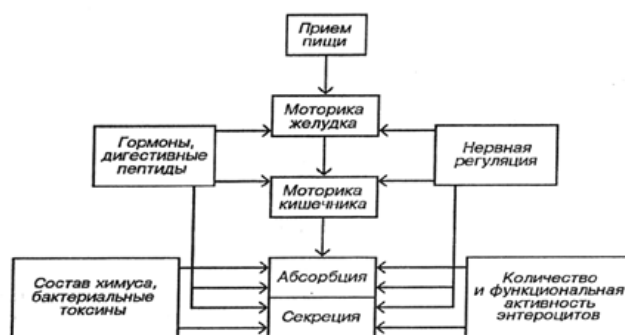 Прием
пищи
Моторика
желудка
Гормоны,
дигестивные
пептиды
Нервная
регуляция
Моторика
кишечника
Состав химуса,
бактериальные
токсины
Абсорбция
Секреция
Количество
и функциональная
активность
энтероцитов